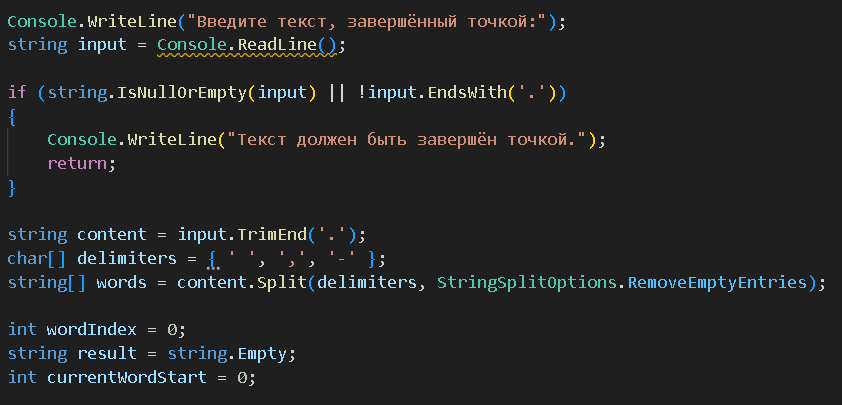 Console.WriteLine("Введите текст, завершённый точкой:");
string input = Console.ReadLine();

if (string.IsNullOrEmpty(input) || !input.EndsWith('.'))
{
    Console.WriteLine("Текст должен быть завершён точкой.");
    return;
}

string content = input.TrimEnd('.');
char[] delimiters = { ' ', ',', '-' };
string[] words = content.Split(delimiters, StringSplitOptions.RemoveEmptyEntries);

int wordIndex = 0;
string result = string.Empty;
int currentWordStart = 0;